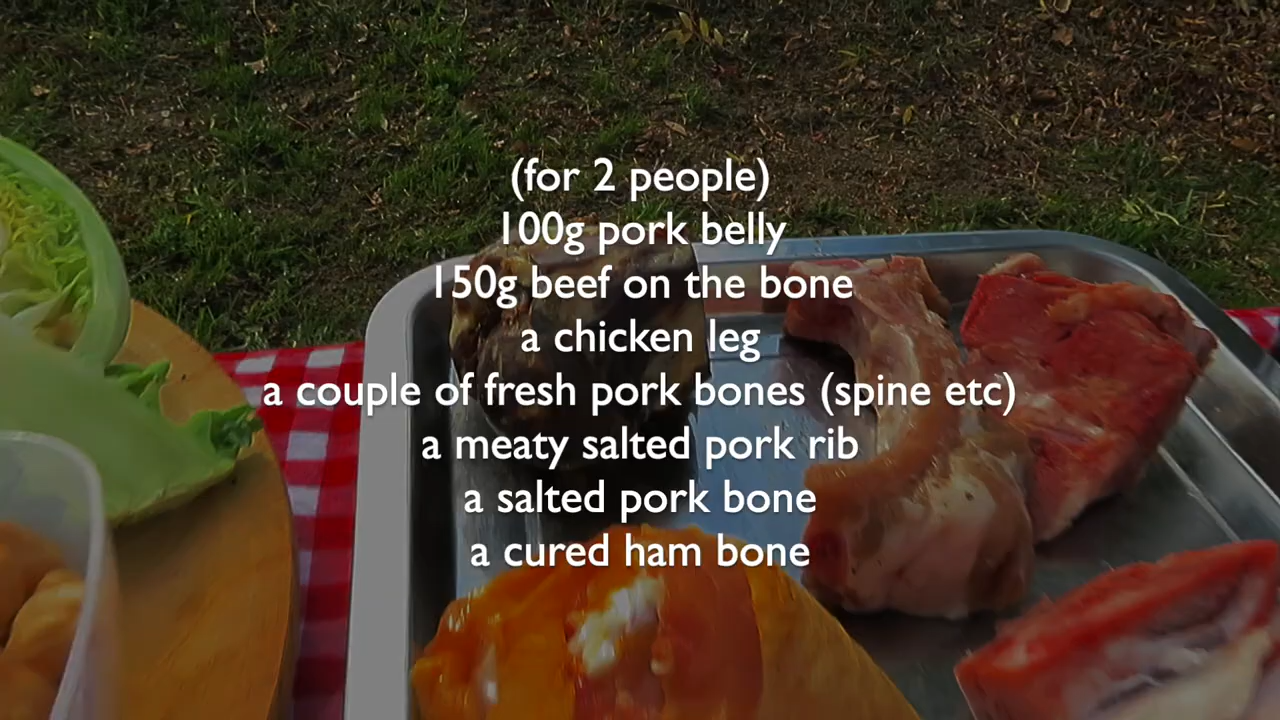 (for 2 people)
100g pork belly
150g beef on the bone
a chicken leg
a couple of fresh pork bones (spine etc)
a meaty salted pork rib
a salted pork bone
a cured ham bone